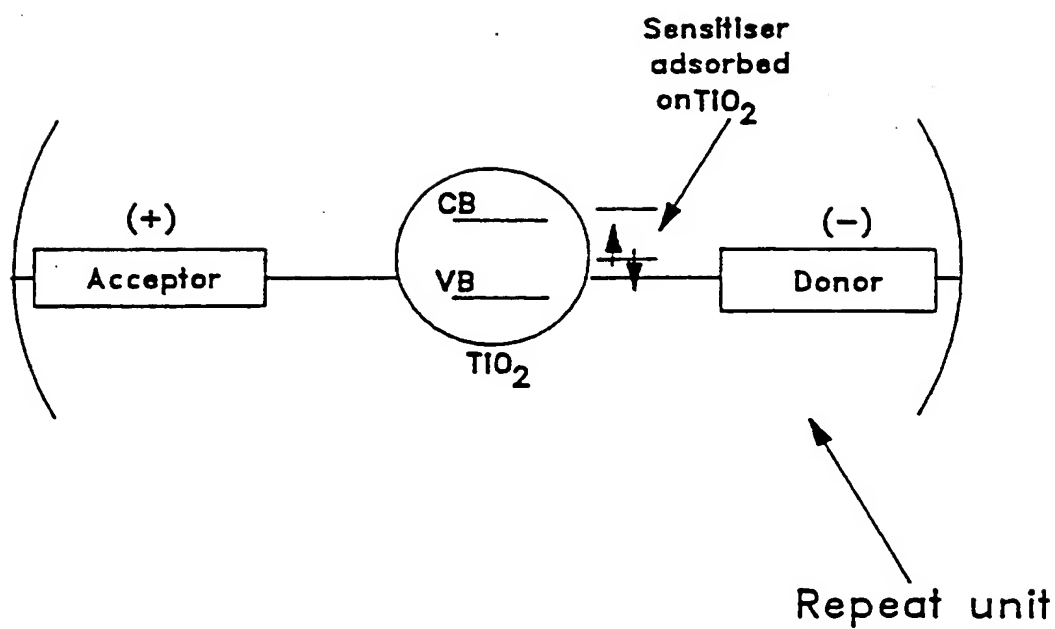 Sensitiser
adsorbed
onTiO₂
CB
(+)
(-)
Acceptor
VB
Donor
TiO₂
Repeat unit